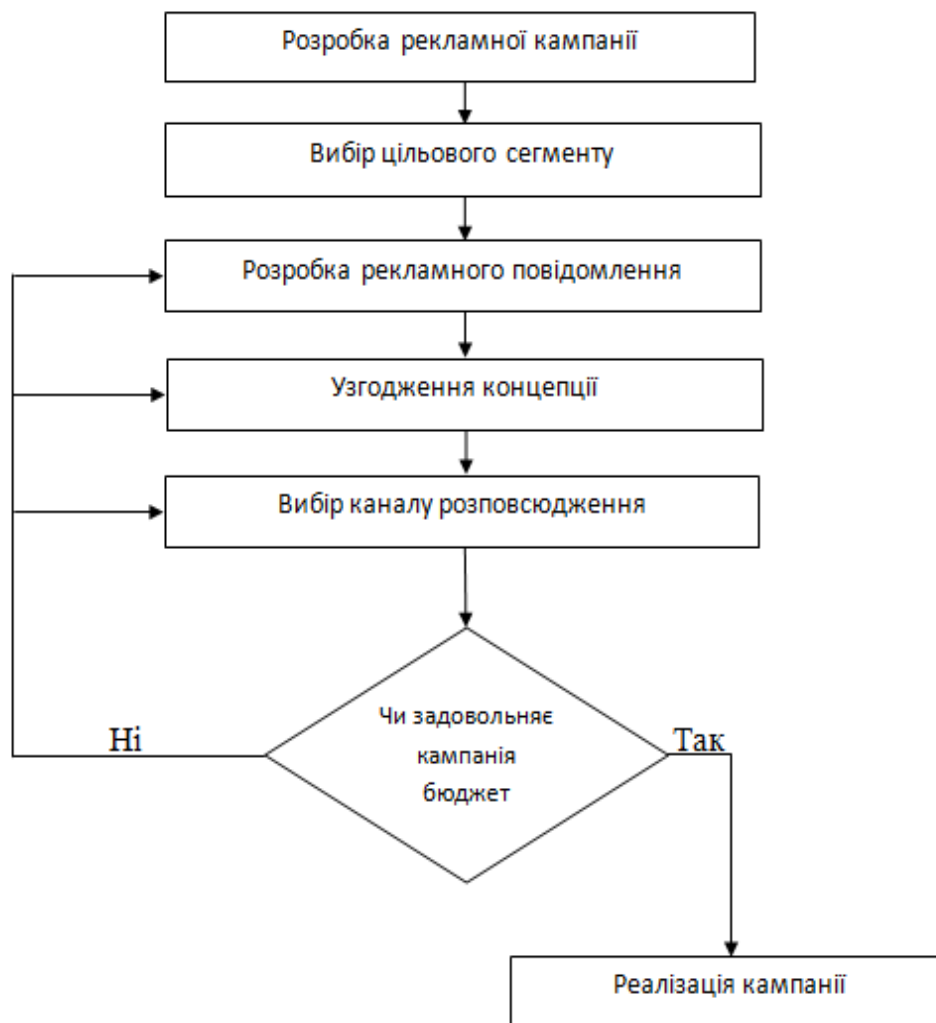 Розробка рекламної кампанії
Вибір цільового сегменту
Розробка рекламного повідомлення
Узгодження концепції
Вибір каналу розповсюдження
Чи задовольняє
кампанія
бюджет
Ні
Так
Реалізація кампанії